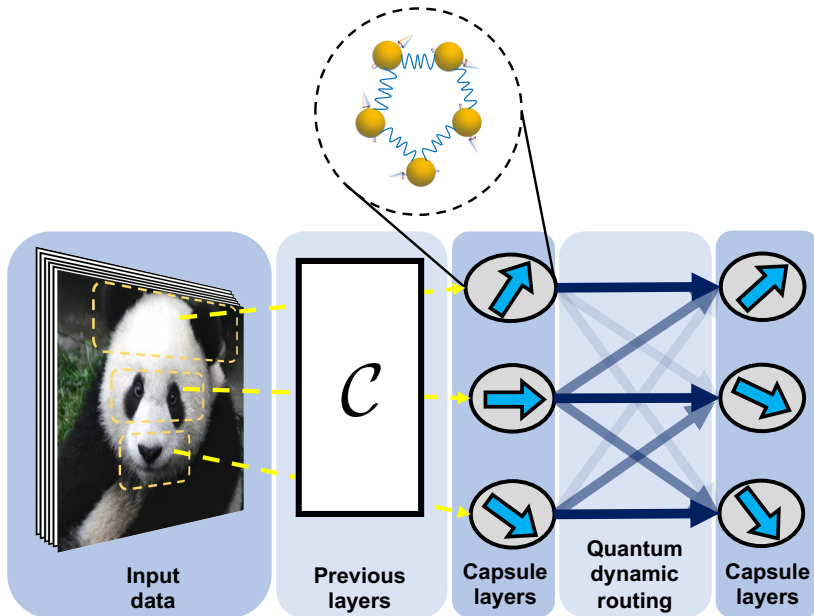 C
Input
data
Previous
layers
Capsule
layers
Quantum
dynamic
routing
Capsule
layers